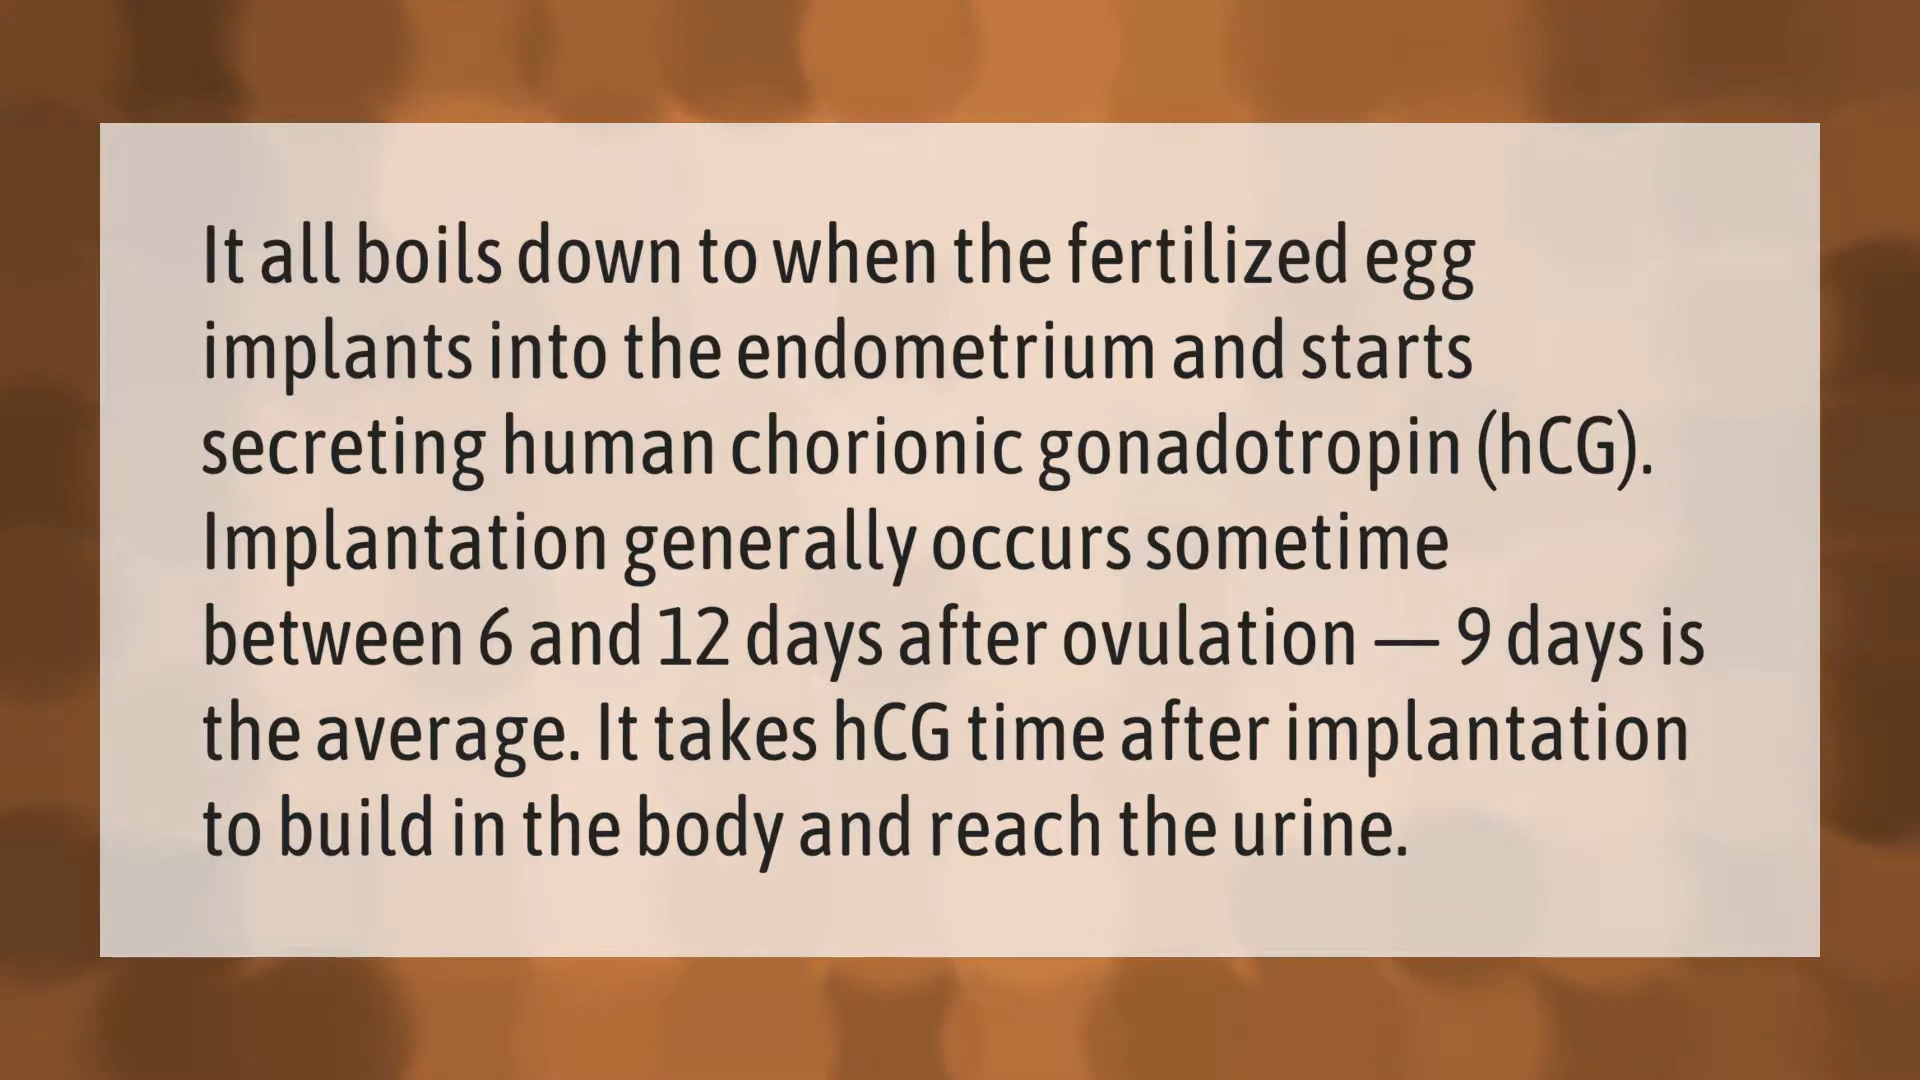 It all boils down to when the fertilized egg
implants into the endometrium and starts
secreting human chorionic gonadotropin (hCG).
Implantation generally occurs sometime
between 6 and 12 days after ovulation — 9 days is
the average. It takes hCG time after implantation
to build in the body and reach the urine.